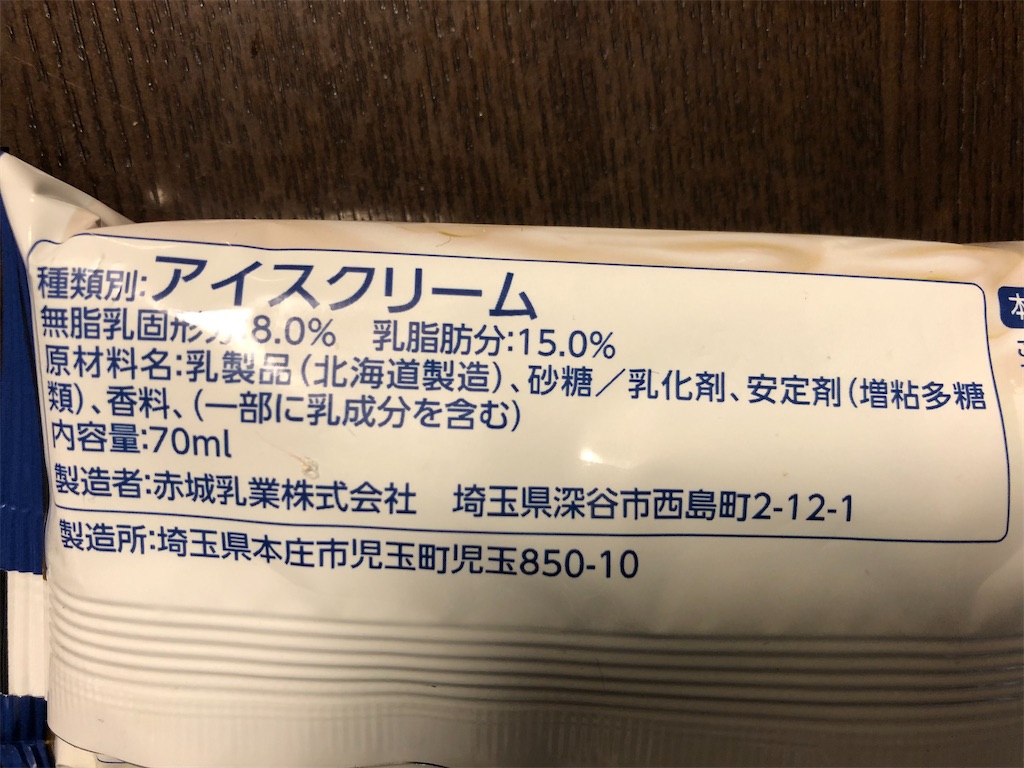 種類別:アイスクリーム
無脂乳固形分:8.0% 乳脂肪分:15.0%
原材料名:乳製品(北海道製造)、砂糖/乳化剤、安定剤(増粘多糖
類)、香料、(一部に乳成分を含む)
内容量:70ml
製造者:赤城乳業株式会社 埼玉県深谷市西島町2-12-1
製造所:埼玉県本庄市児玉町児玉850-10
本